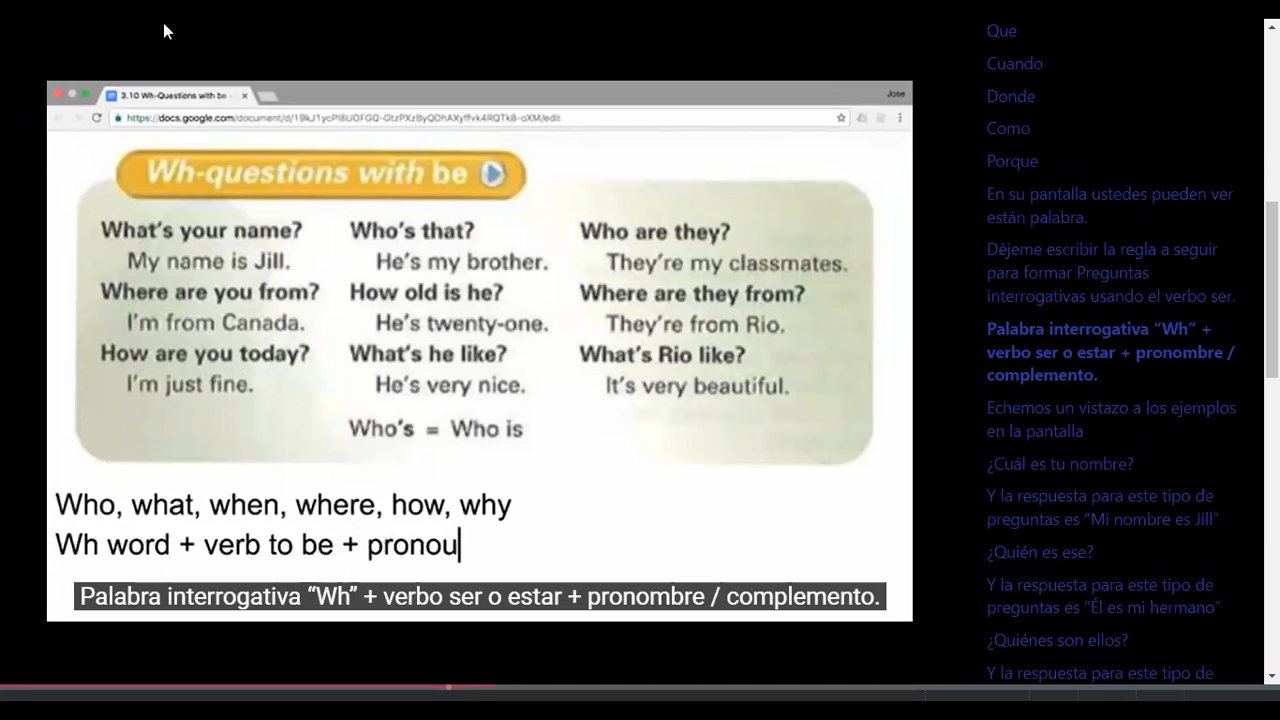 3.10 Wh-Questions with be
Jose
Wh-questions with be
What's your name?
My name is Jill.
Where are you from?
I'm from Canada.
How are you today?
I'm just fine.
Who's that?
He's my brother.
How old is he?
He's twenty-one.
What's he like?
He's very nice.
Who's = Who is
Who are they?
They're my classmates.
Where are they from?
They're from Rio.
What's Rio like?
It's very beautiful.
Who, what, when, where, how, why
Wh word + verb to be + pronou
Palabra interrogativa “Wh” + verbo ser o estar + pronombre / complemento.
Que
Cuando
Donde
Como
Porque
En su pantalla ustedes pueden ver
están palabra.
Déjeme escribir la regla a seguir
para formar Preguntas
interrogativas usando el verbo ser.
Palabra interrogativa “Wh” +
verbo ser o estar + pronombre /
complemento.
Echemos un vistazo a los ejemplos
en la pantalla
¿Cuál es tu nombre?
Y la respuesta para este tipo de
preguntas es “Mi nombre es Jill”
¿Quién es ese?
Y la respuesta para este tipo de
preguntas es “Él es mi hermano”
¿Quiénes son ellos?
Y la respuesta para este tipo de